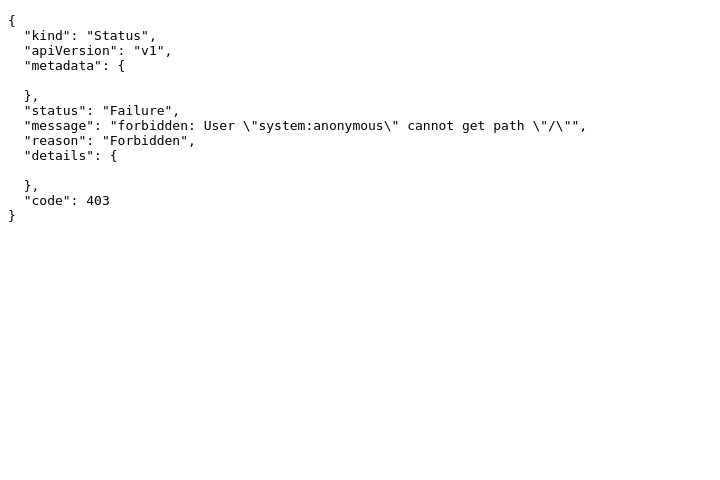 {
  "kind": "Status",
  "apiVersion": "v1",
  "metadata": {

  },
  "status": "Failure",
  "message": "forbidden: User \"system:anonymous\" cannot get path \"/\"",
  "reason": "Forbidden",
  "details": {

  },
  "code": 403
}